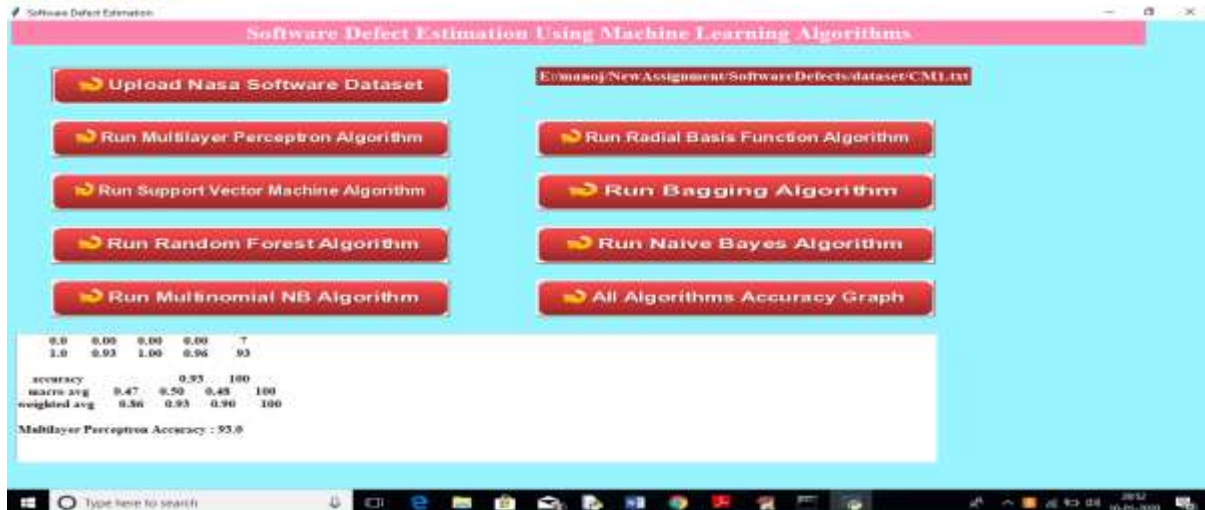 Software Defect Estimation
Software Defect Estimation Using Machine Learning Algorithms
Upload Nasa Software Dataset
E:/manoj/NewAssignment/SoftwareDefects/dataset/CM1.txt
Run Multilayer Perceptron Algorithm
Run Radial Basis Function Algorithm
Run Support Vector Machine Algorithm
Run Bagging Algorithm
Run Random Forest Algorithm
Run Naive Bayes Algorithm
Run Multinomial NB Algorithm
All Algorithms Accuracy Graph
0.0 0.00 0.00 0.00 7
1.0 0.93 1.00 0.96 93
accuracy 0.93 100
macro avg 0.47 0.50 0.48 100
weighted avg 0.86 0.93 0.90 100
Multilayer Perceptron Accuracy : 93.0
Type here to search
20:52